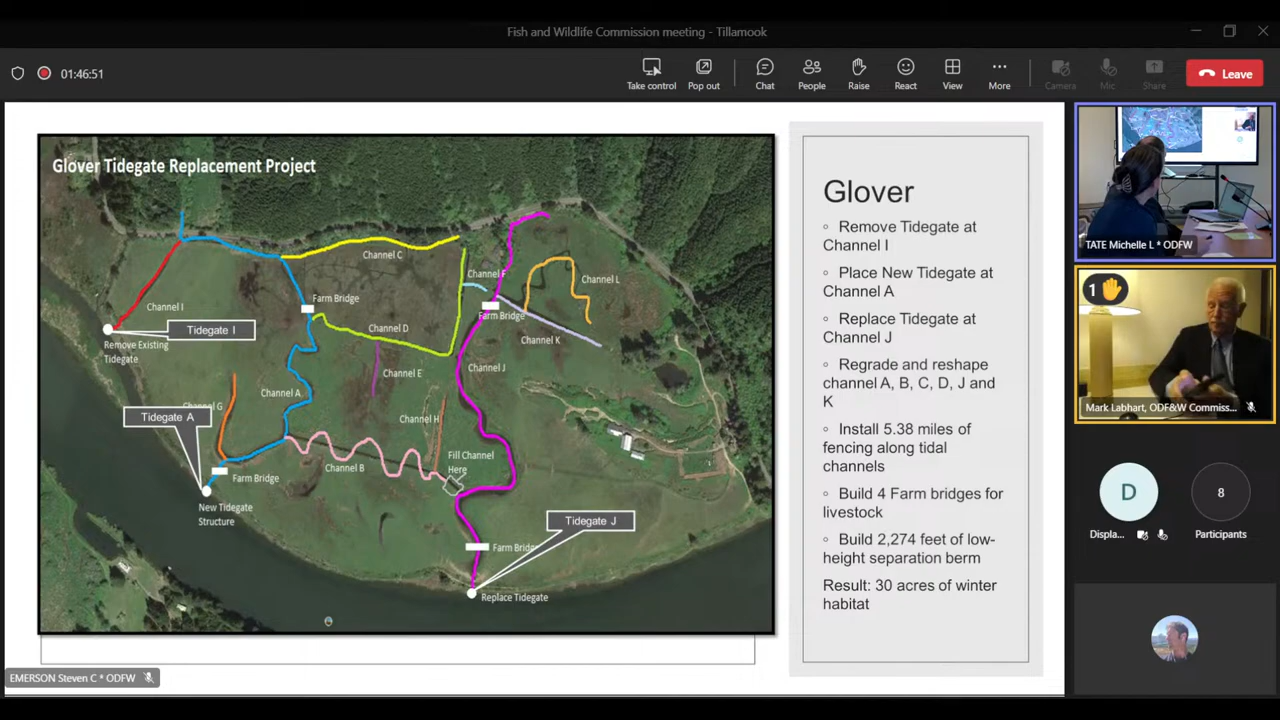 Fish and Wildlife Commission meeting - Tillamook
01:46:51
Take control
Pop out
Chat
People
Raise
React
View
More
Camera
Mic
Share
Leave
Glover Tidegate Replacement Project
Channel C
Channel F
Channel L
Channel I
Farm Bridge
Farm Bridge
Tidegate I
Channel D
Channel K
Remove Existing
Tidegate
Channel E
Channel J
Channel A
Channel G
Tidegate A
Channel H
Channel B
Fill Channel
Here
Farm Bridge
New Tidegate
Structure
Tidegate J
Farm Bridge
Replace Tidegate
Glover
◦ Remove Tidegate at
Channel I
◦ Place New Tidegate at
Channel A
◦ Replace Tidegate at
Channel J
◦ Regrade and reshape
channel A, B, C, D, J and
K
◦ Install 5.38 miles of
fencing along tidal
channels
◦ Build 4 Farm bridges for
livestock
◦ Build 2,274 feet of low-
height separation berm
Result: 30 acres of winter
habitat
TATE Michelle L * ODFW
1
Mark Labhart, ODF&W Commiss...
D
8
Displa...
Participants
EMERSON Steven C * ODFW